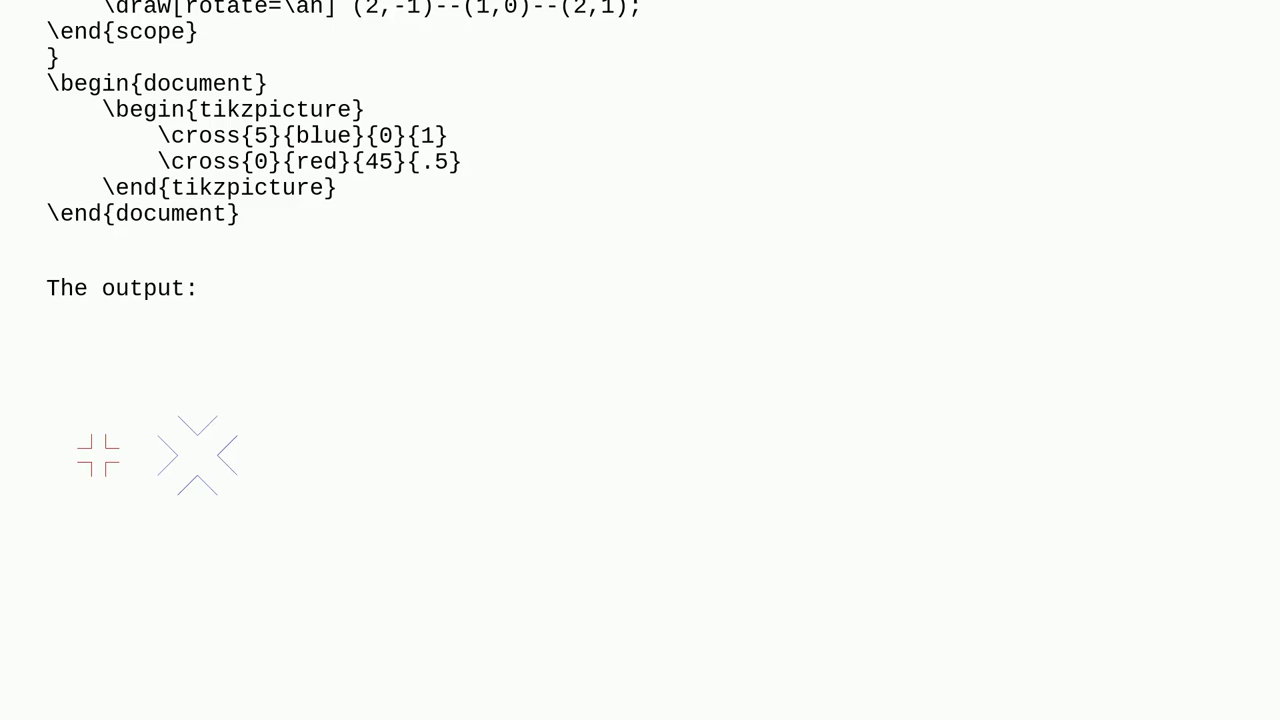 \draw[rotate=\an] (2,-1)--(1,0)--(2,1);
\end{scope}
}
\begin{document}
\begin{tikzpicture}
\cross{5}{blue}{0}{1}
\cross{0}{red}{45}{.5}
\end{tikzpicture}
\end{document}
The output: